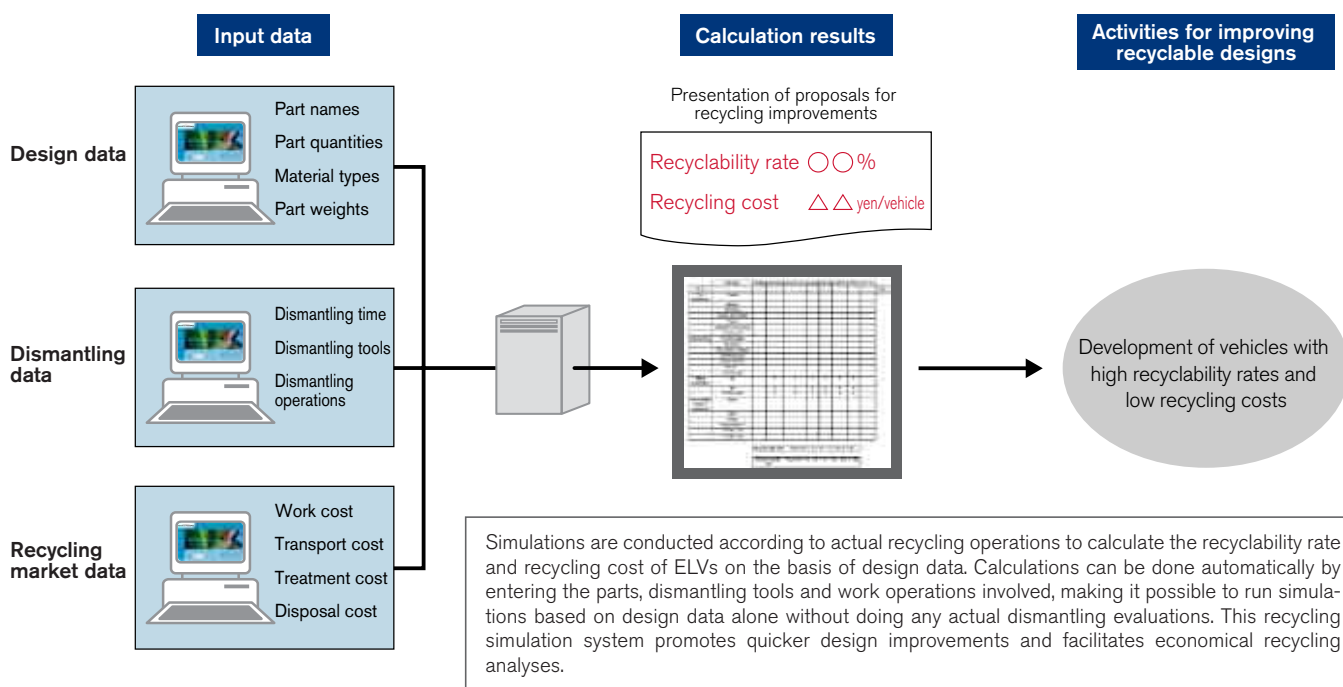 Input data
Calculation results
Activities for improving
recyclable designs
Design data
Part names
Part quantities
Material types
Part weights
Dismantling
data
Dismantling time
Dismantling tools
Dismantling
operations
Recycling
market data
Work cost
Transport cost
Treatment cost
Disposal cost
Presentation of proposals for
recycling improvements
Recyclability rate ○○%
Recycling cost △△ yen/vehicle
Development of vehicles with
high recyclability rates and
low recycling costs
Simulations are conducted according to actual recycling operations to calculate the recyclability rate
and recycling cost of ELVs on the basis of design data. Calculations can be done automatically by
entering the parts, dismantling tools and work operations involved, making it possible to run simula-
tions based on design data alone without doing any actual dismantling evaluations. This recycling
simulation system promotes quicker design improvements and facilitates economical recycling
analyses.